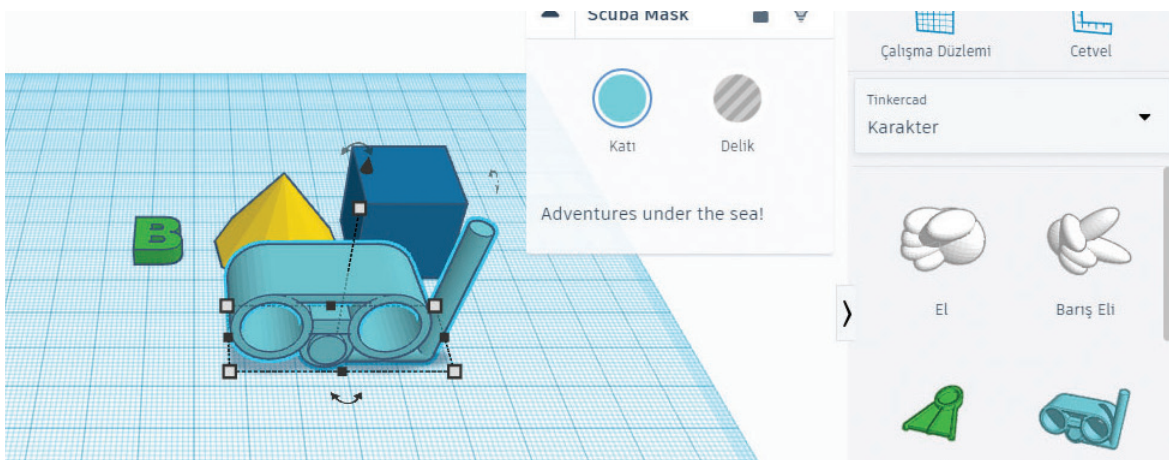 Scuba Mask
Katı
Delik
Adventures under the sea!
Çalışma Düzlemi
Cetvel
Tinkercad
Karakter
El
Barış Eli
B